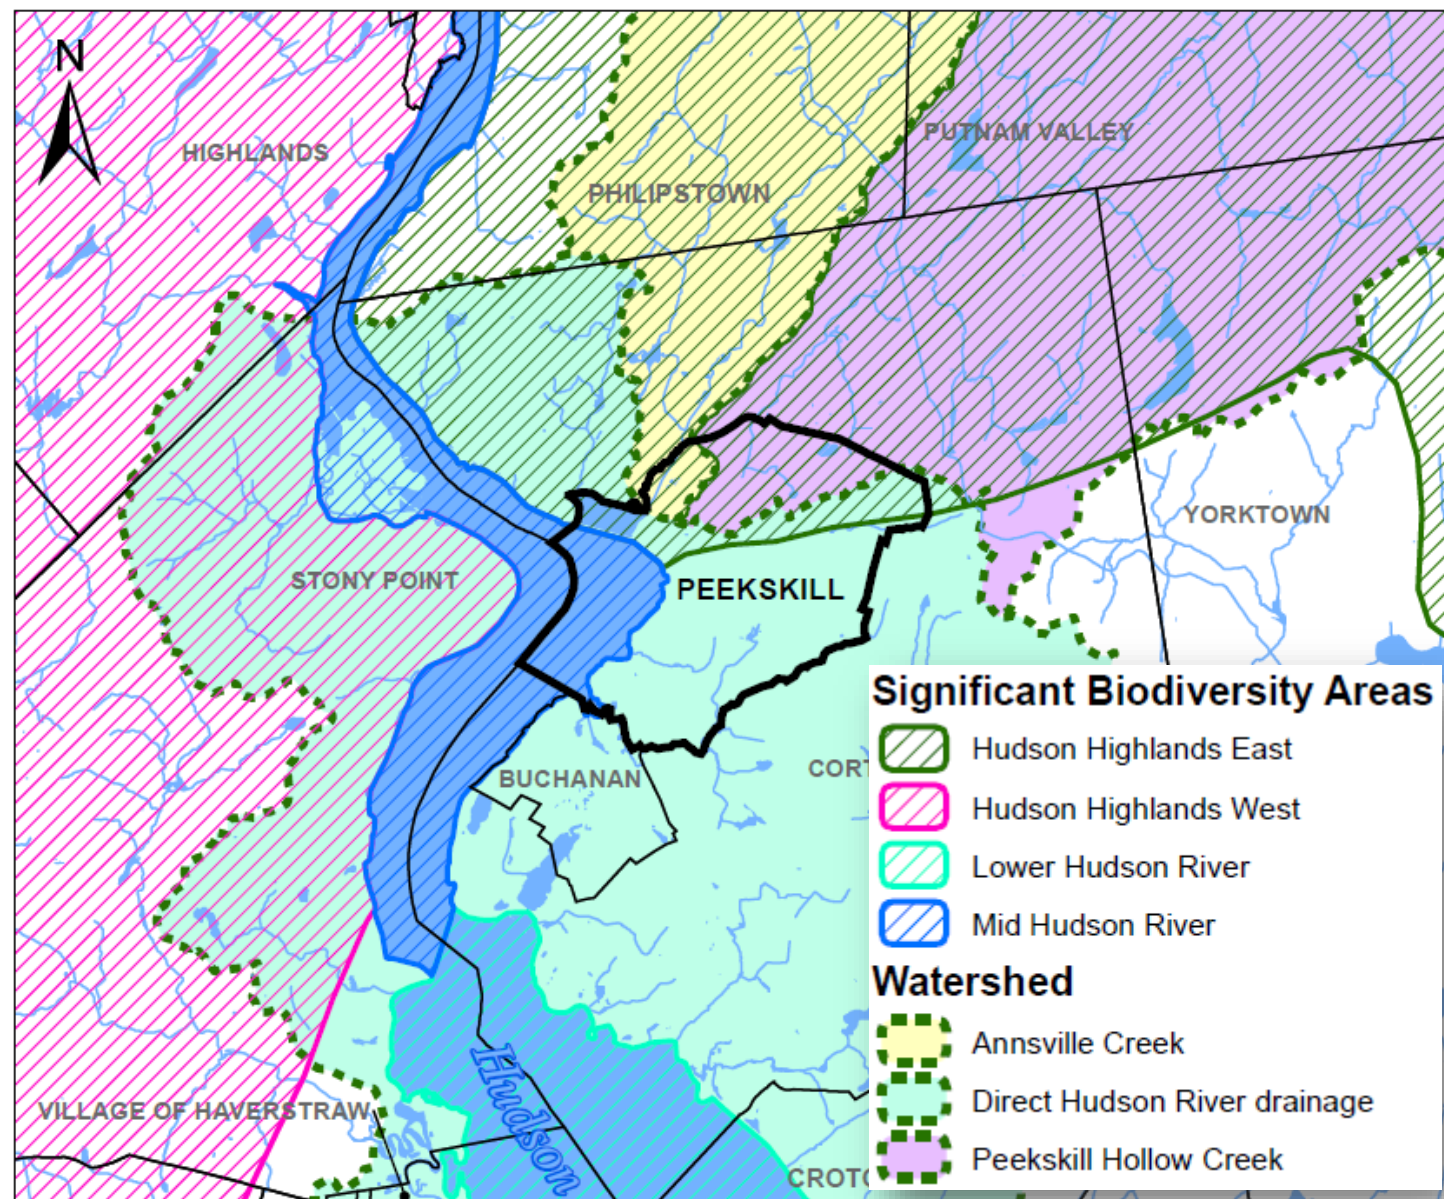 N
HIGHLANDS
PUTNAM VALLEY
PHILIPSTOWN
YORKTOWN
STONY POINT
PEEKSKILL
BUCHANAN
CORT
Hudson
VILLAGE OF HAVERSTRAW
CROTO
Significant Biodiversity Areas
Hudson Highlands East
Hudson Highlands West
Lower Hudson River
Mid Hudson River
Watershed
Annsville Creek
Direct Hudson River drainage
Peekskill Hollow Creek